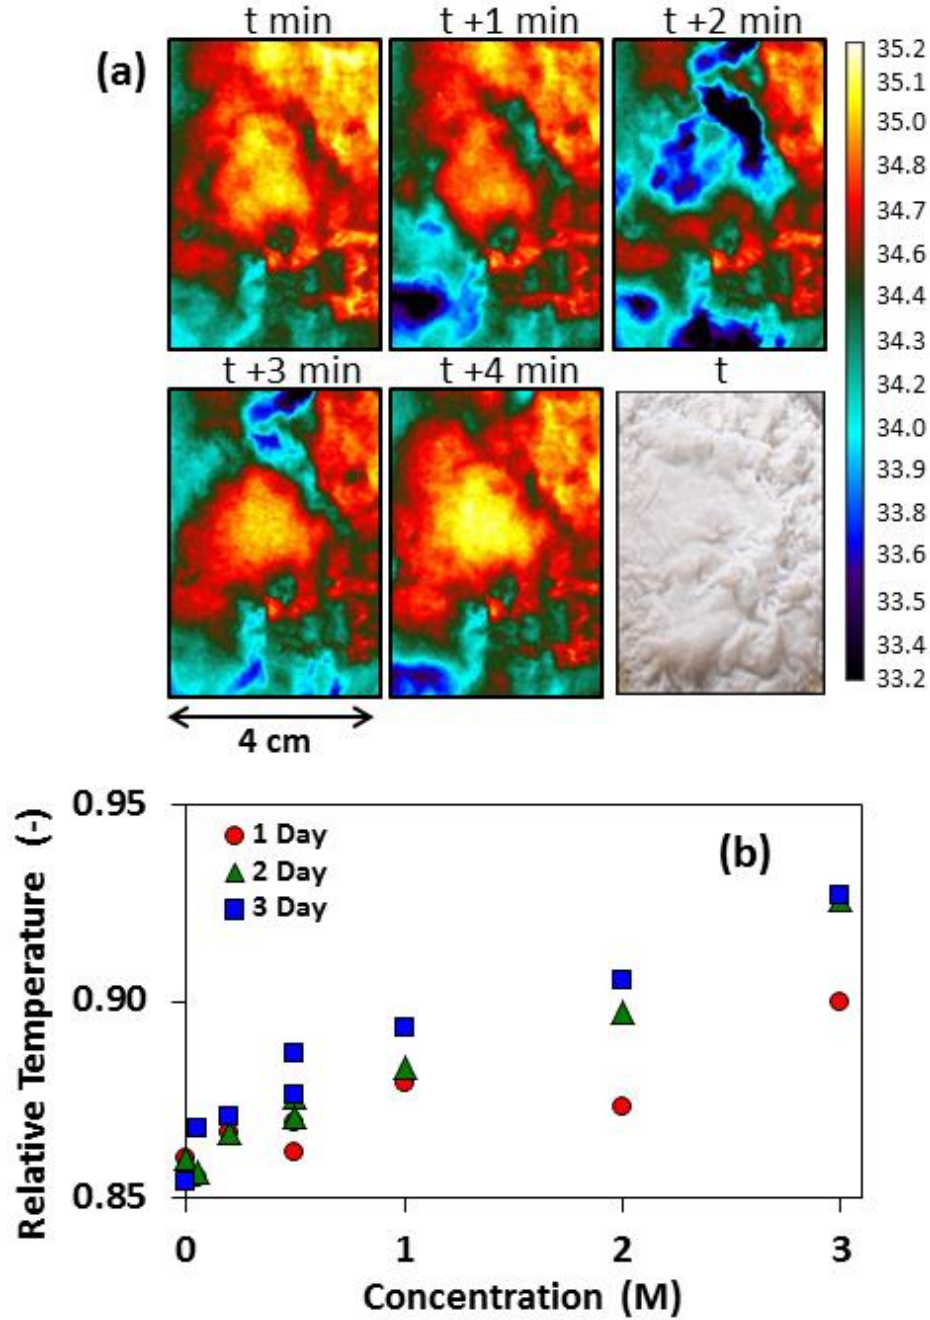 t min t +1 min t +2 min
(a)
35.2
35.1
35.0
34.8
34.7
34.6
34.4
34.3
34.2
34.0
33.9
33.8
33.6
33.5
33.4
33.2
t +3 min t +4 min t
4 cm
Relative Temperature (-)
0.95
0.90
0.85
1 Day
2 Day
3 Day
(b)
0 1 2 3
Concentration (M)